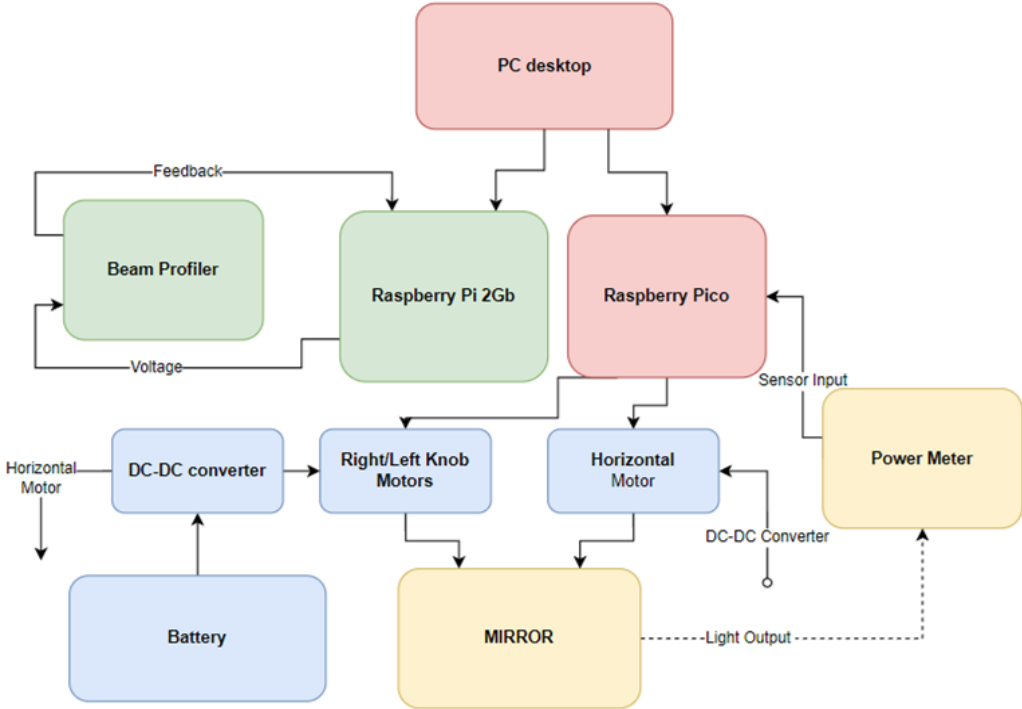 PC desktop
Feedback
Beam Profiler
Raspberry Pi 2Gb
Raspberry Pico
Voltage
Sensor Input
Horizontal
Motor
DC-DC converter
Right/Left Knob
Motors
Horizontal
Motor
Power Meter
DC-DC Converter
Battery
MIRROR
Light Output